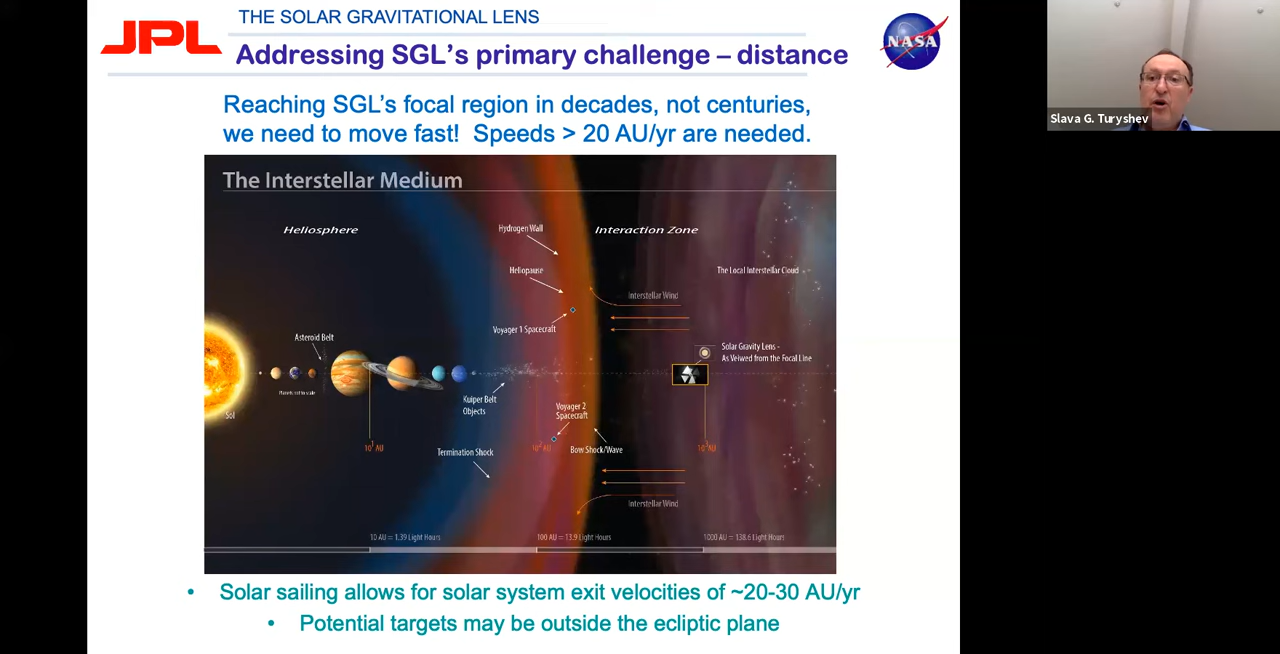 THE SOLAR GRAVITATIONAL LENS
JPL
NASA
Addressing SGL's primary challenge – distance
Slava G. Turyshev
Reaching SGL's focal region in decades, not centuries,
we need to move fast! Speeds > 20 AU/yr are needed.
The Interstellar Medium
Heliosphere
Hydrogen Wall
Interaction Zone
Heliopause
The Local Interstellar Cloud
Interstellar Wind
Voyager 1 Spacecraft
Asteroid Belt
Solar Gravity Lens -
As Veiwed from the Focal Line
Planets not to scale
Sol
Kuiper Belt
Objects
Voyager 2
Spacecraft
10¹ AU
10² AU
10³ AU
Termination Shock
Bow Shock/Wave
Interstellar Wind
10 AU = 1.39 Light Hours
100 AU = 13.9 Light Hours
1000 AU = 138.6 Light Hours
• Solar sailing allows for solar system exit velocities of ~20-30 AU/yr
• Potential targets may be outside the ecliptic plane